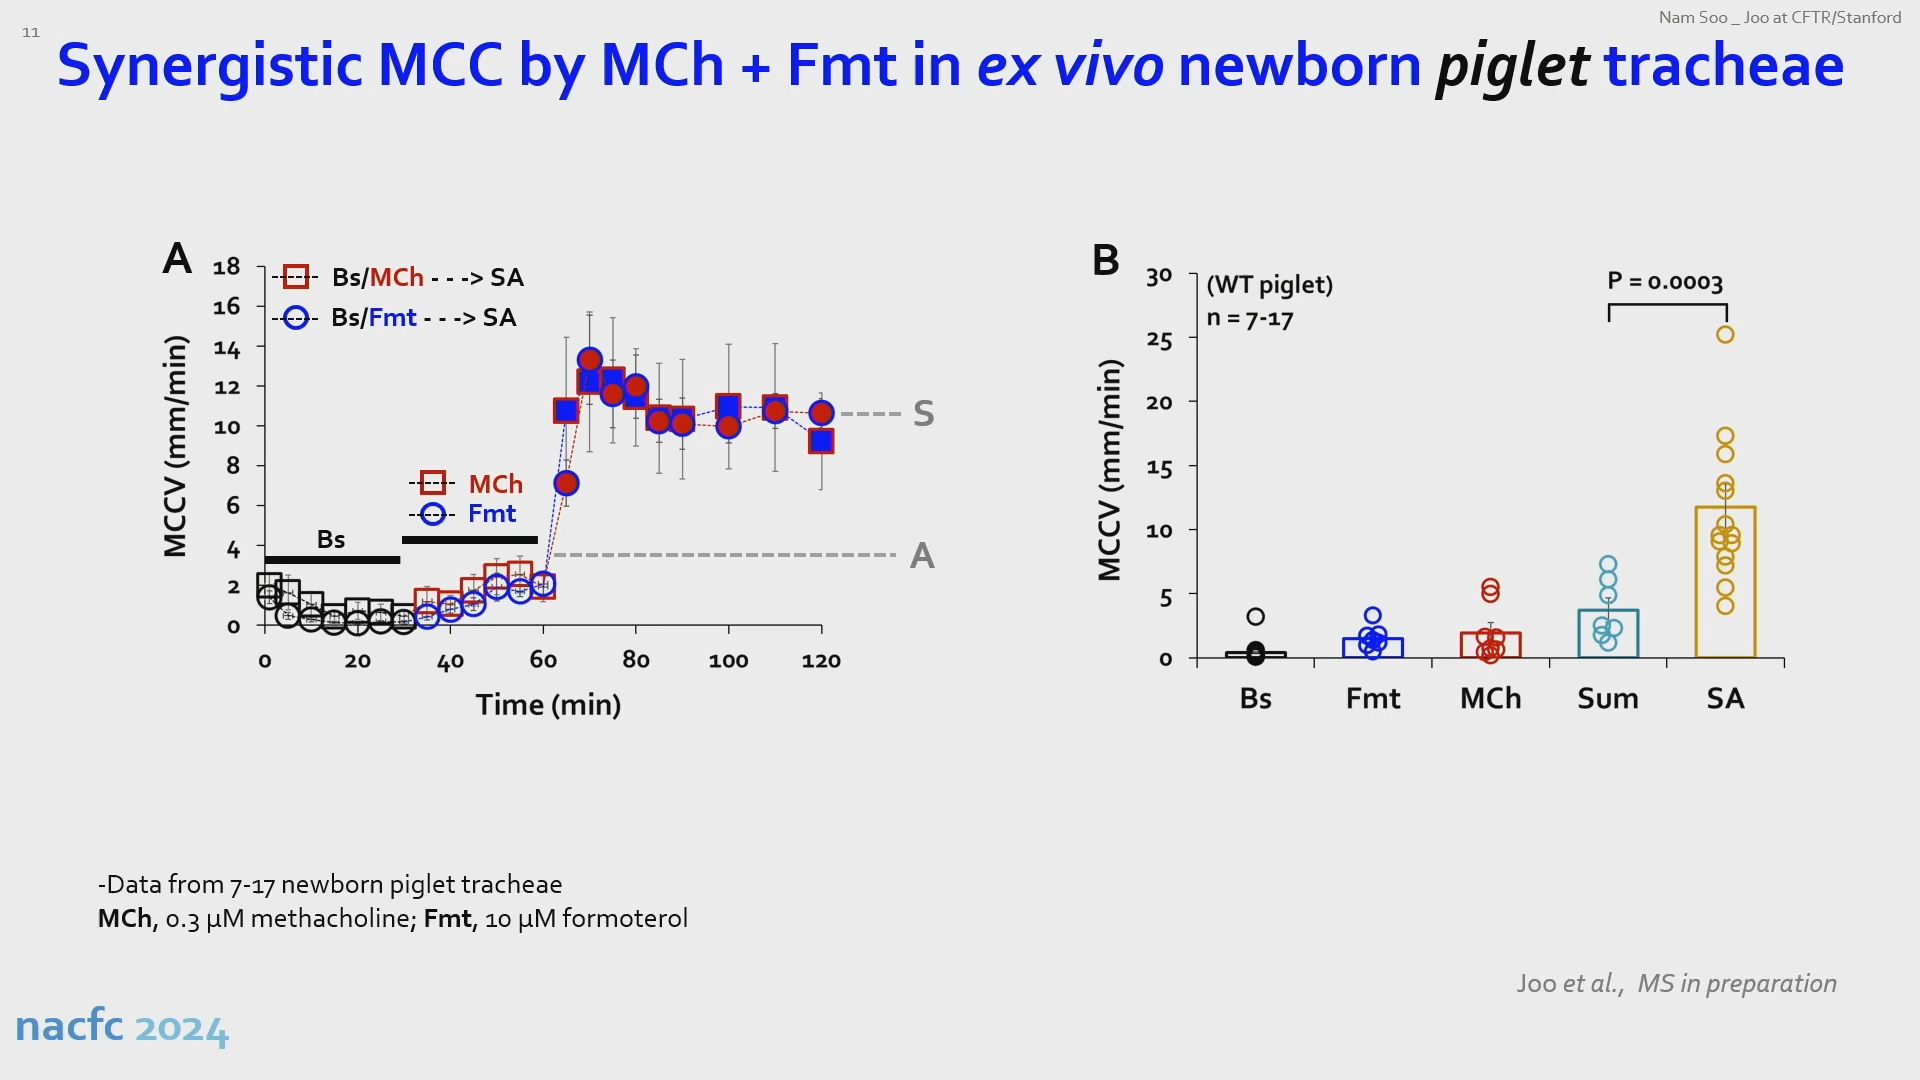 Nam Soo _ Joo at CFTR/Stanford
11
Synergistic MCC by MCh + Fmt in ex vivo newborn piglet tracheae
A
18
16
14
12
10
8
6
4
2
0
MCCV (mm/min)
Bs/MCh - - -> SA
Bs/Fmt - - -> SA
MCh
Fmt
Bs
S
A
0 20 40 60 80 100 120
Time (min)
B
30
25
20
15
10
5
0
MCCV (mm/min)
(WT piglet)
n = 7-17
P = 0.0003
Bs Fmt MCh Sum SA
-Data from 7-17 newborn piglet tracheae
MCh, 0.3 µM methacholine; Fmt, 10 µM formoterol
Joo et al., MS in preparation
nacfc 2024